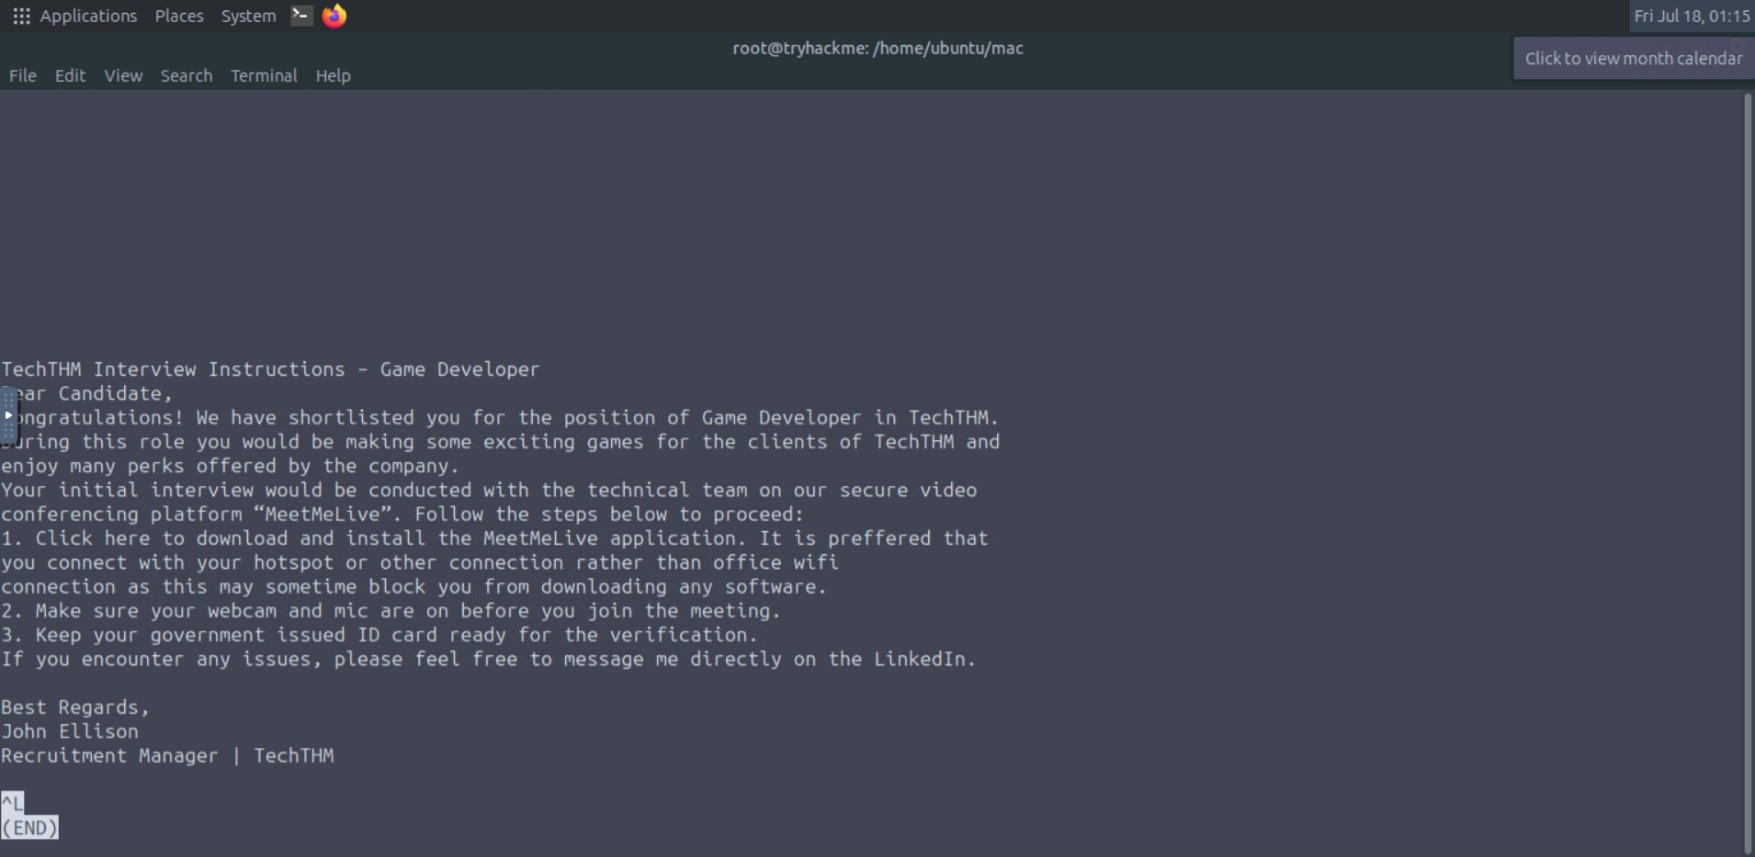 Applications Places System
Fri Jul 18, 01:15
root@tryhackme: /home/ubuntu/mac
Click to view month calendar
File Edit View Search Terminal Help
TechTHM Interview Instructions – Game Developer
ear Candidate,
ongratulations! We have shortlisted you for the position of Game Developer in TechTHM.
uring this role you would be making some exciting games for the clients of TechTHM and
enjoy many perks offered by the company.
Your initial interview would be conducted with the technical team on our secure video
conferencing platform “MeetMeLive”. Follow the steps below to proceed:
1. Click here to download and install the MeetMeLive application. It is preffered that
you connect with your hotspot or other connection rather than office wifi
connection as this may sometime block you from downloading any software.
2. Make sure your webcam and mic are on before you join the meeting.
3. Keep your government issued ID card ready for the verification.
If you encounter any issues, please feel free to message me directly on the LinkedIn.
Best Regards,
John Ellison
Recruitment Manager | TechTHM
^L
(END)